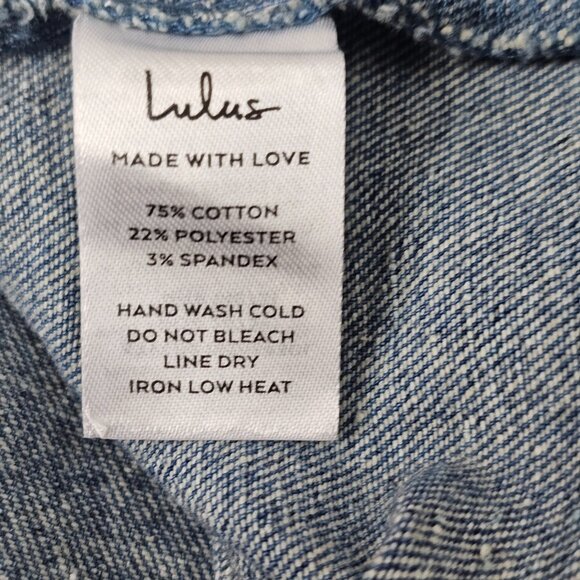 Lulus
MADE WITH LOVE
75% COTTON
22% POLYESTER
3% SPANDEX
HAND WASH COLD
DO NOT BLEACH
LINE DRY
IRON LOW HEAT